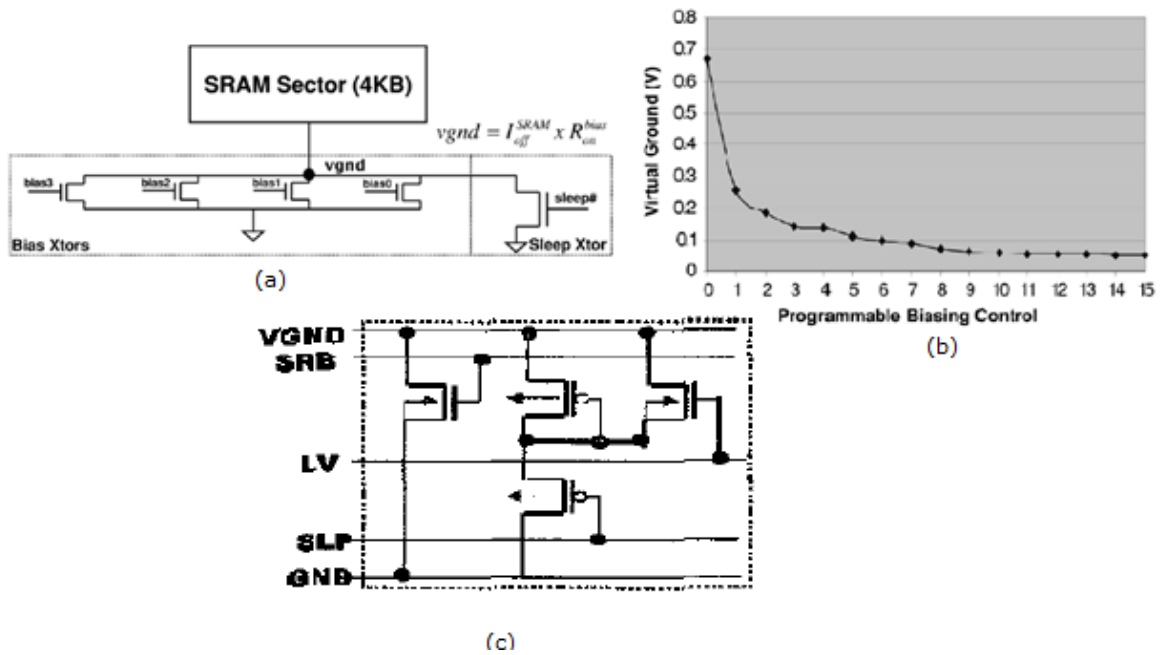 SRAM Sector (4KB)
vgnd = I_off^SRAM x R_on^bias
vgnd
bias3
bias2
bias1
bias0
sleep#
Bias Xtors
Sleep Xtor
(a)
0.8
0.7
0.6
0.5
0.4
0.3
0.2
0.1
0
Virtual Ground (V)
0 1 2 3 4 5 6 7 8 9 10 11 12 13 14 15
Programmable Biasing Control
(b)
VGND
SRB
LV
SLP
GND
(c)